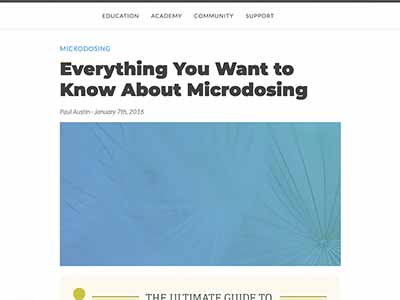 EDUCATION ACADEMY COMMUNITY SUPPORT
MICRODOSING
Everything You Want to
Know About Microdosing
Paul Austin · January 7th, 2016
THE ULTIMATE GUIDE TO